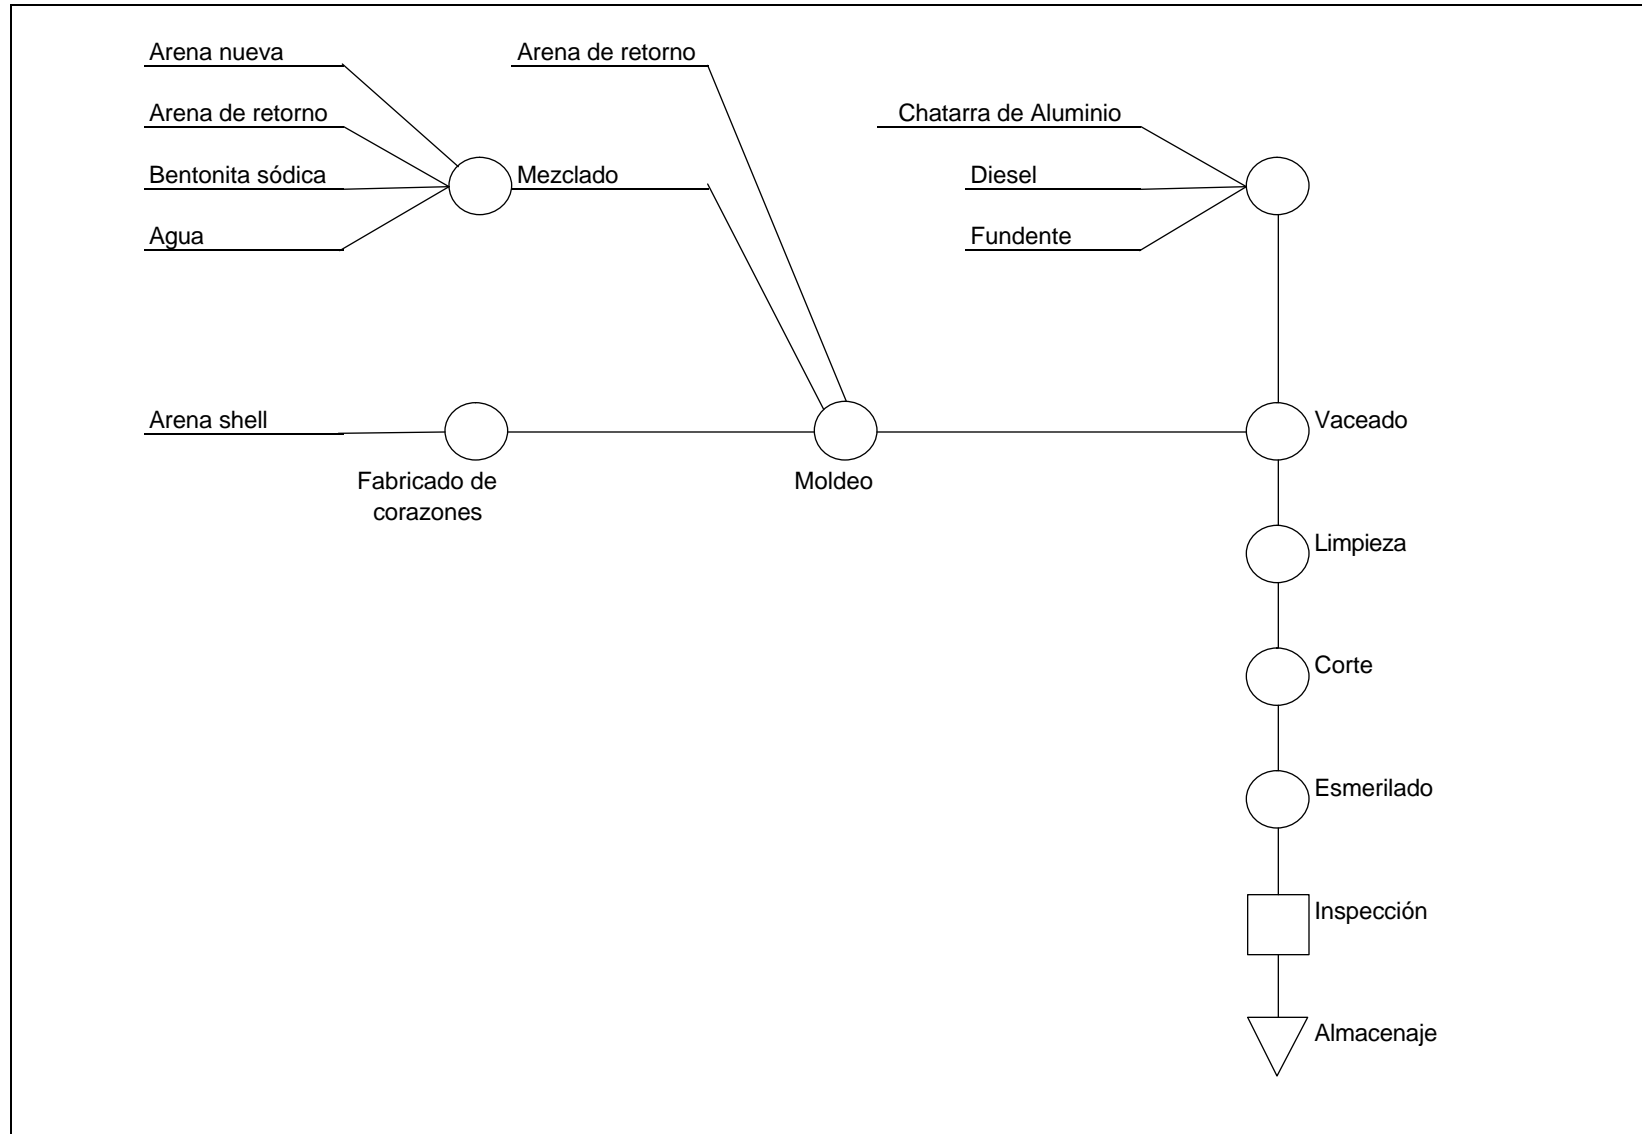 Arena nueva
Arena de retorno
Arena de retorno
Chatarra de Aluminio
Bentonita sódica
Mezclado
Diesel
Agua
Fundente
Arena shell
Vaceado
Fabricado de
corazones
Moldeo
Limpieza
Corte
Esmerilado
Inspección
Almacenaje